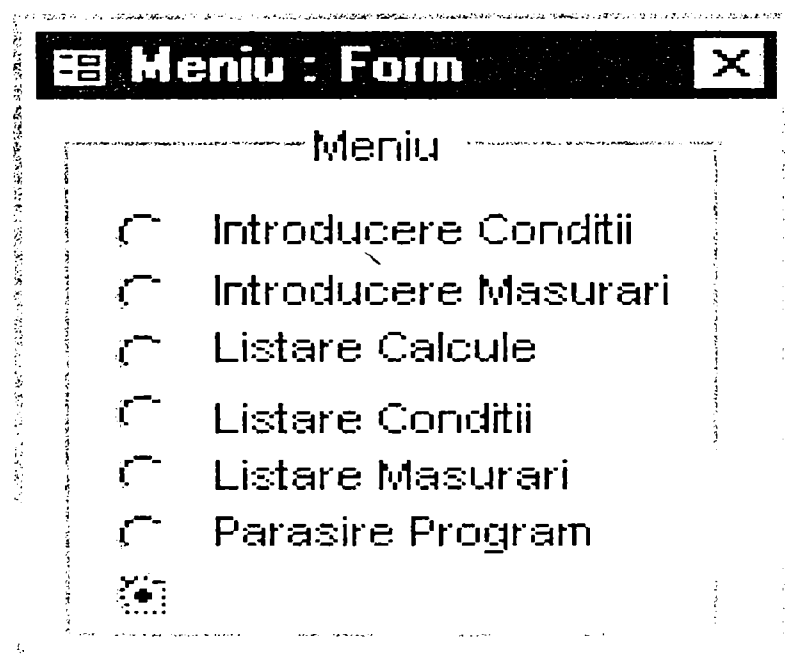 Meniu : Form
Meniu
Introducere Conditii
Introducere Masurari
Listare Calcule
Listare Conditii
Listare Masurari
Parasire Program